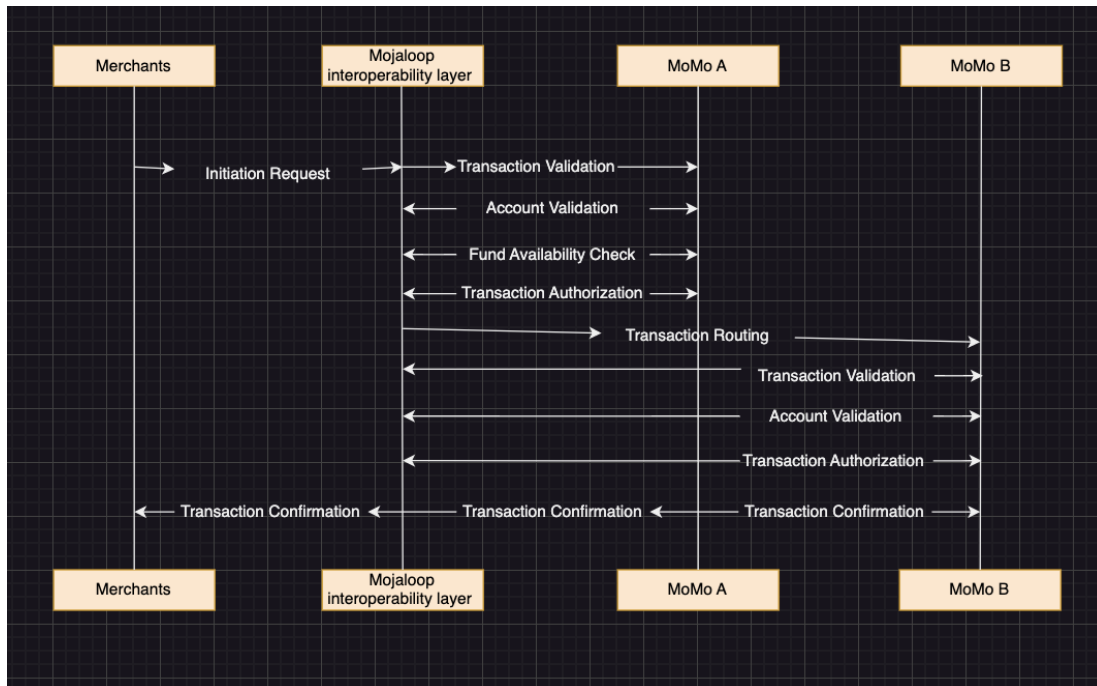 Merchants
Mojaloop
interoperability layer
MoMo A
MoMo B
Initiation Request
Transaction Validation
Account Validation
Fund Availability Check
Transaction Authorization
Transaction Routing
Transaction Validation
Account Validation
Transaction Authorization
Transaction Confirmation
Transaction Confirmation
Transaction Confirmation
Merchants
Mojaloop
interoperability layer
MoMo A
MoMo B